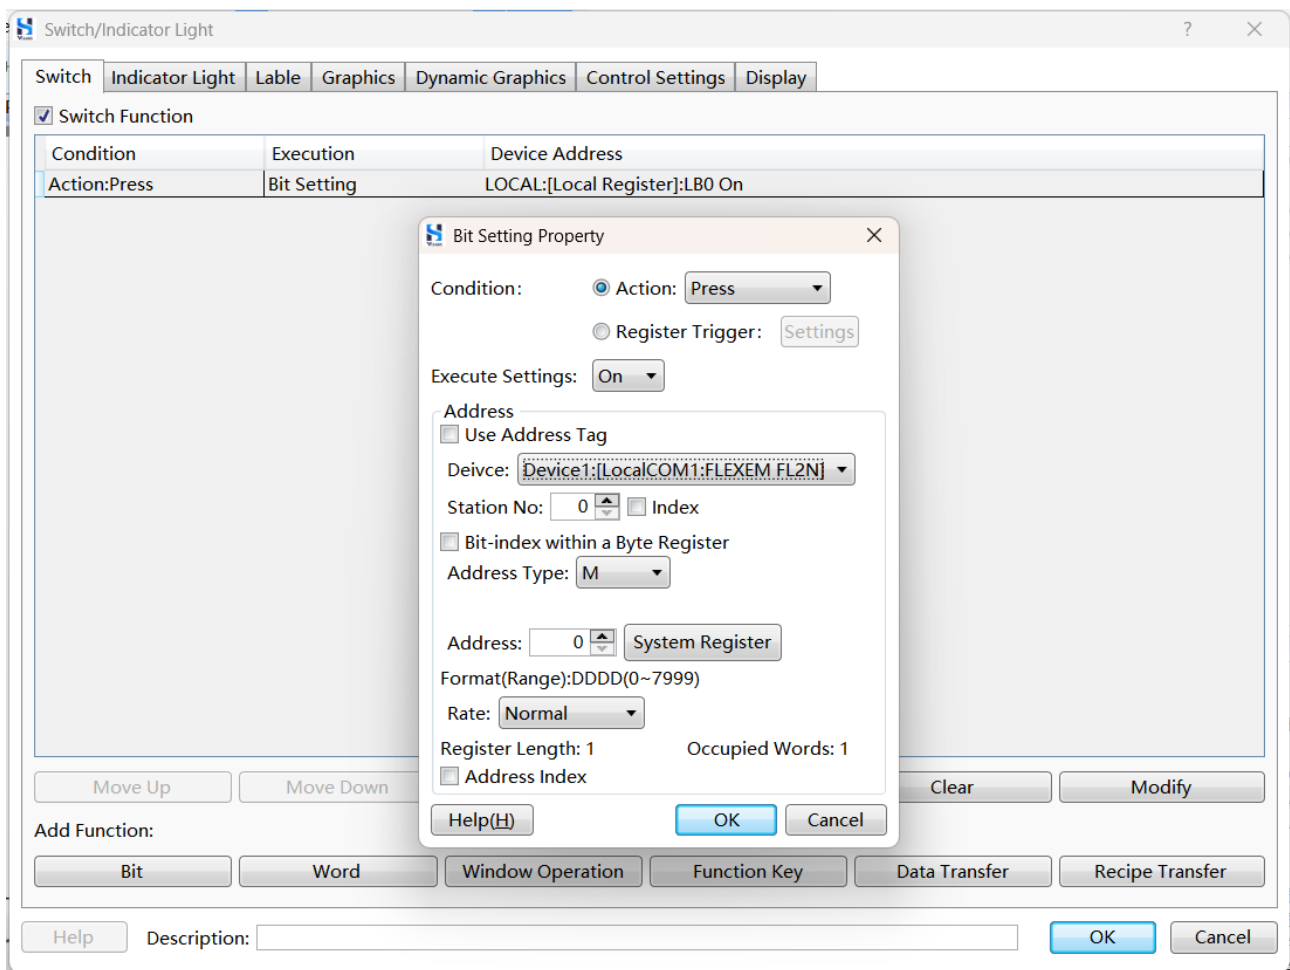 Switch/Indicator Light ?
Switch Indicator Light Lable Graphics Dynamic Graphics Control Settings Display
Switch Function
Condition Execution Device Address
Action:Press Bit Setting LOCAL:[Local Register]:LB0 On
Bit Setting Property
Condition: Action: Press
Register Trigger: Settings
Execute Settings: On
Address
Use Address Tag
Deivce: Device1:[LocalCOM1:FLEXEM FL2N]
Station No: 0 Index
Bit-index within a Byte Register
Address Type: M
Address: 0 System Register
Format(Range):DDDD(0~7999)
Rate: Normal
Register Length: 1 Occupied Words: 1
Address Index
Help(H) OK Cancel
Move Up Move Down Clear Modify
Add Function:
Bit Word Window Operation Function Key Data Transfer Recipe Transfer
Help Description: OK Cancel